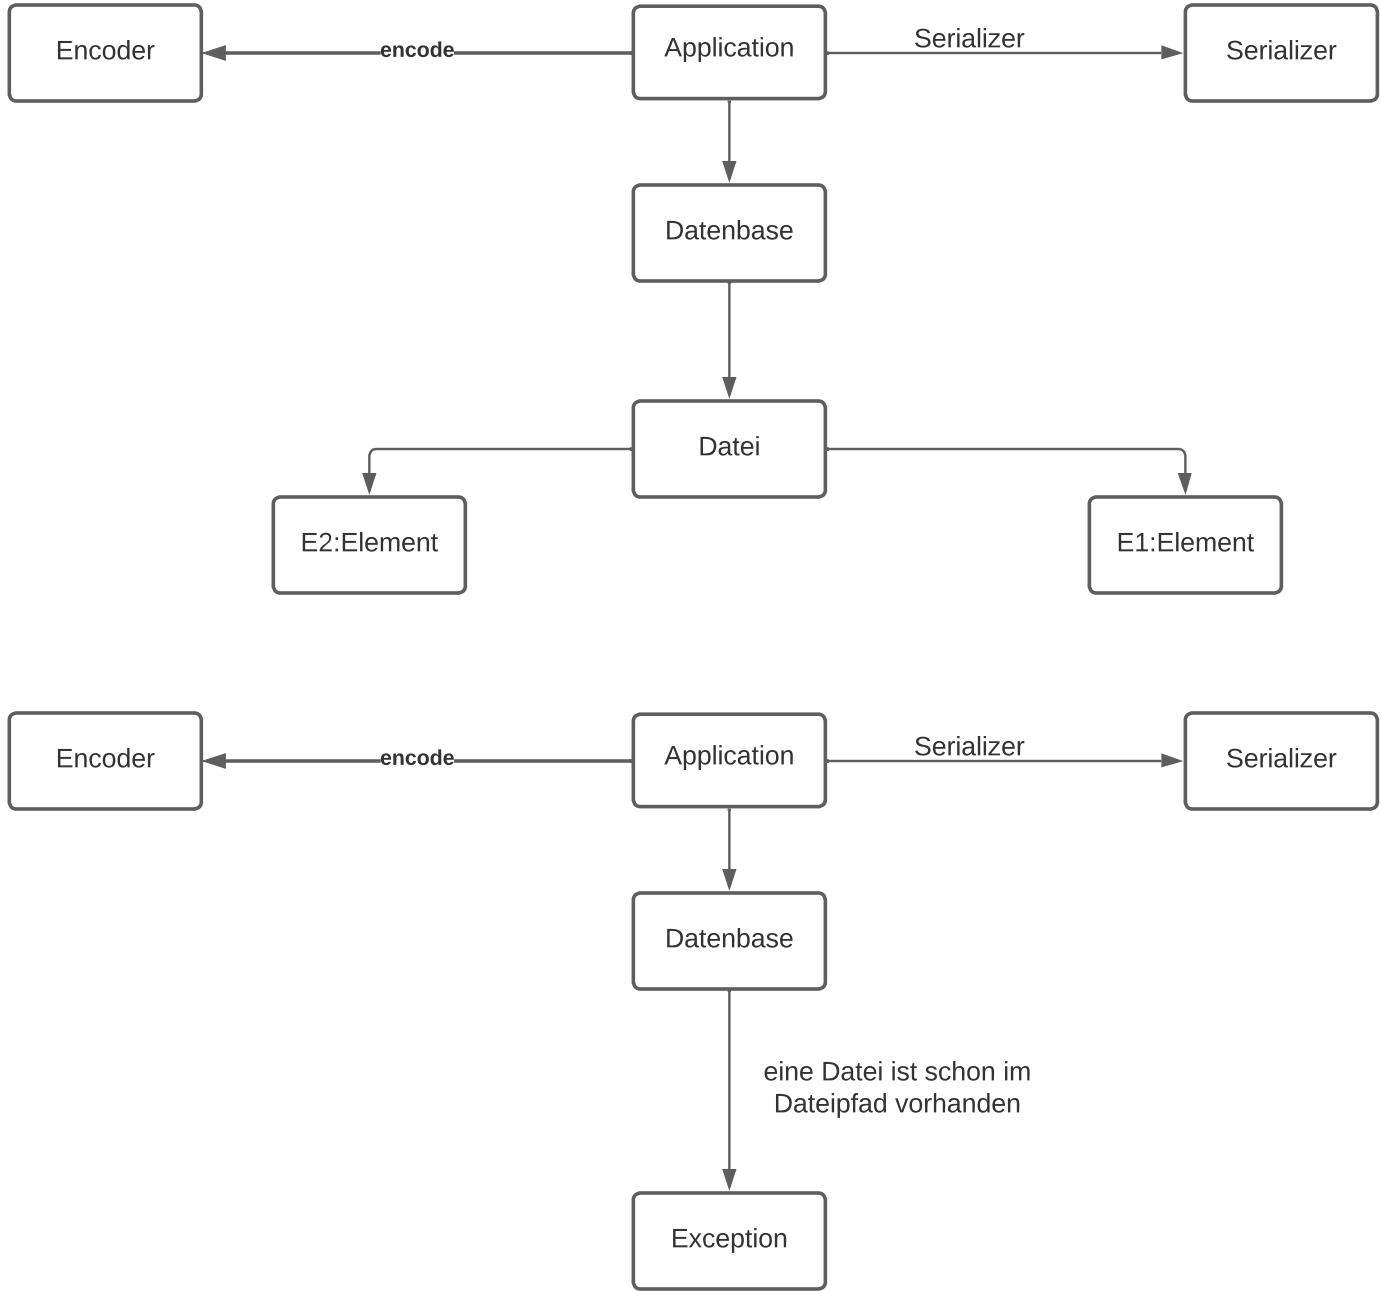 Encoder
encode
Application
Serializer
Serializer
Datenbase
Datei
E2:Element
E1:Element
Encoder
encode
Application
Serializer
Serializer
Datenbase
eine Datei ist schon im
Dateipfad vorhanden
Exception